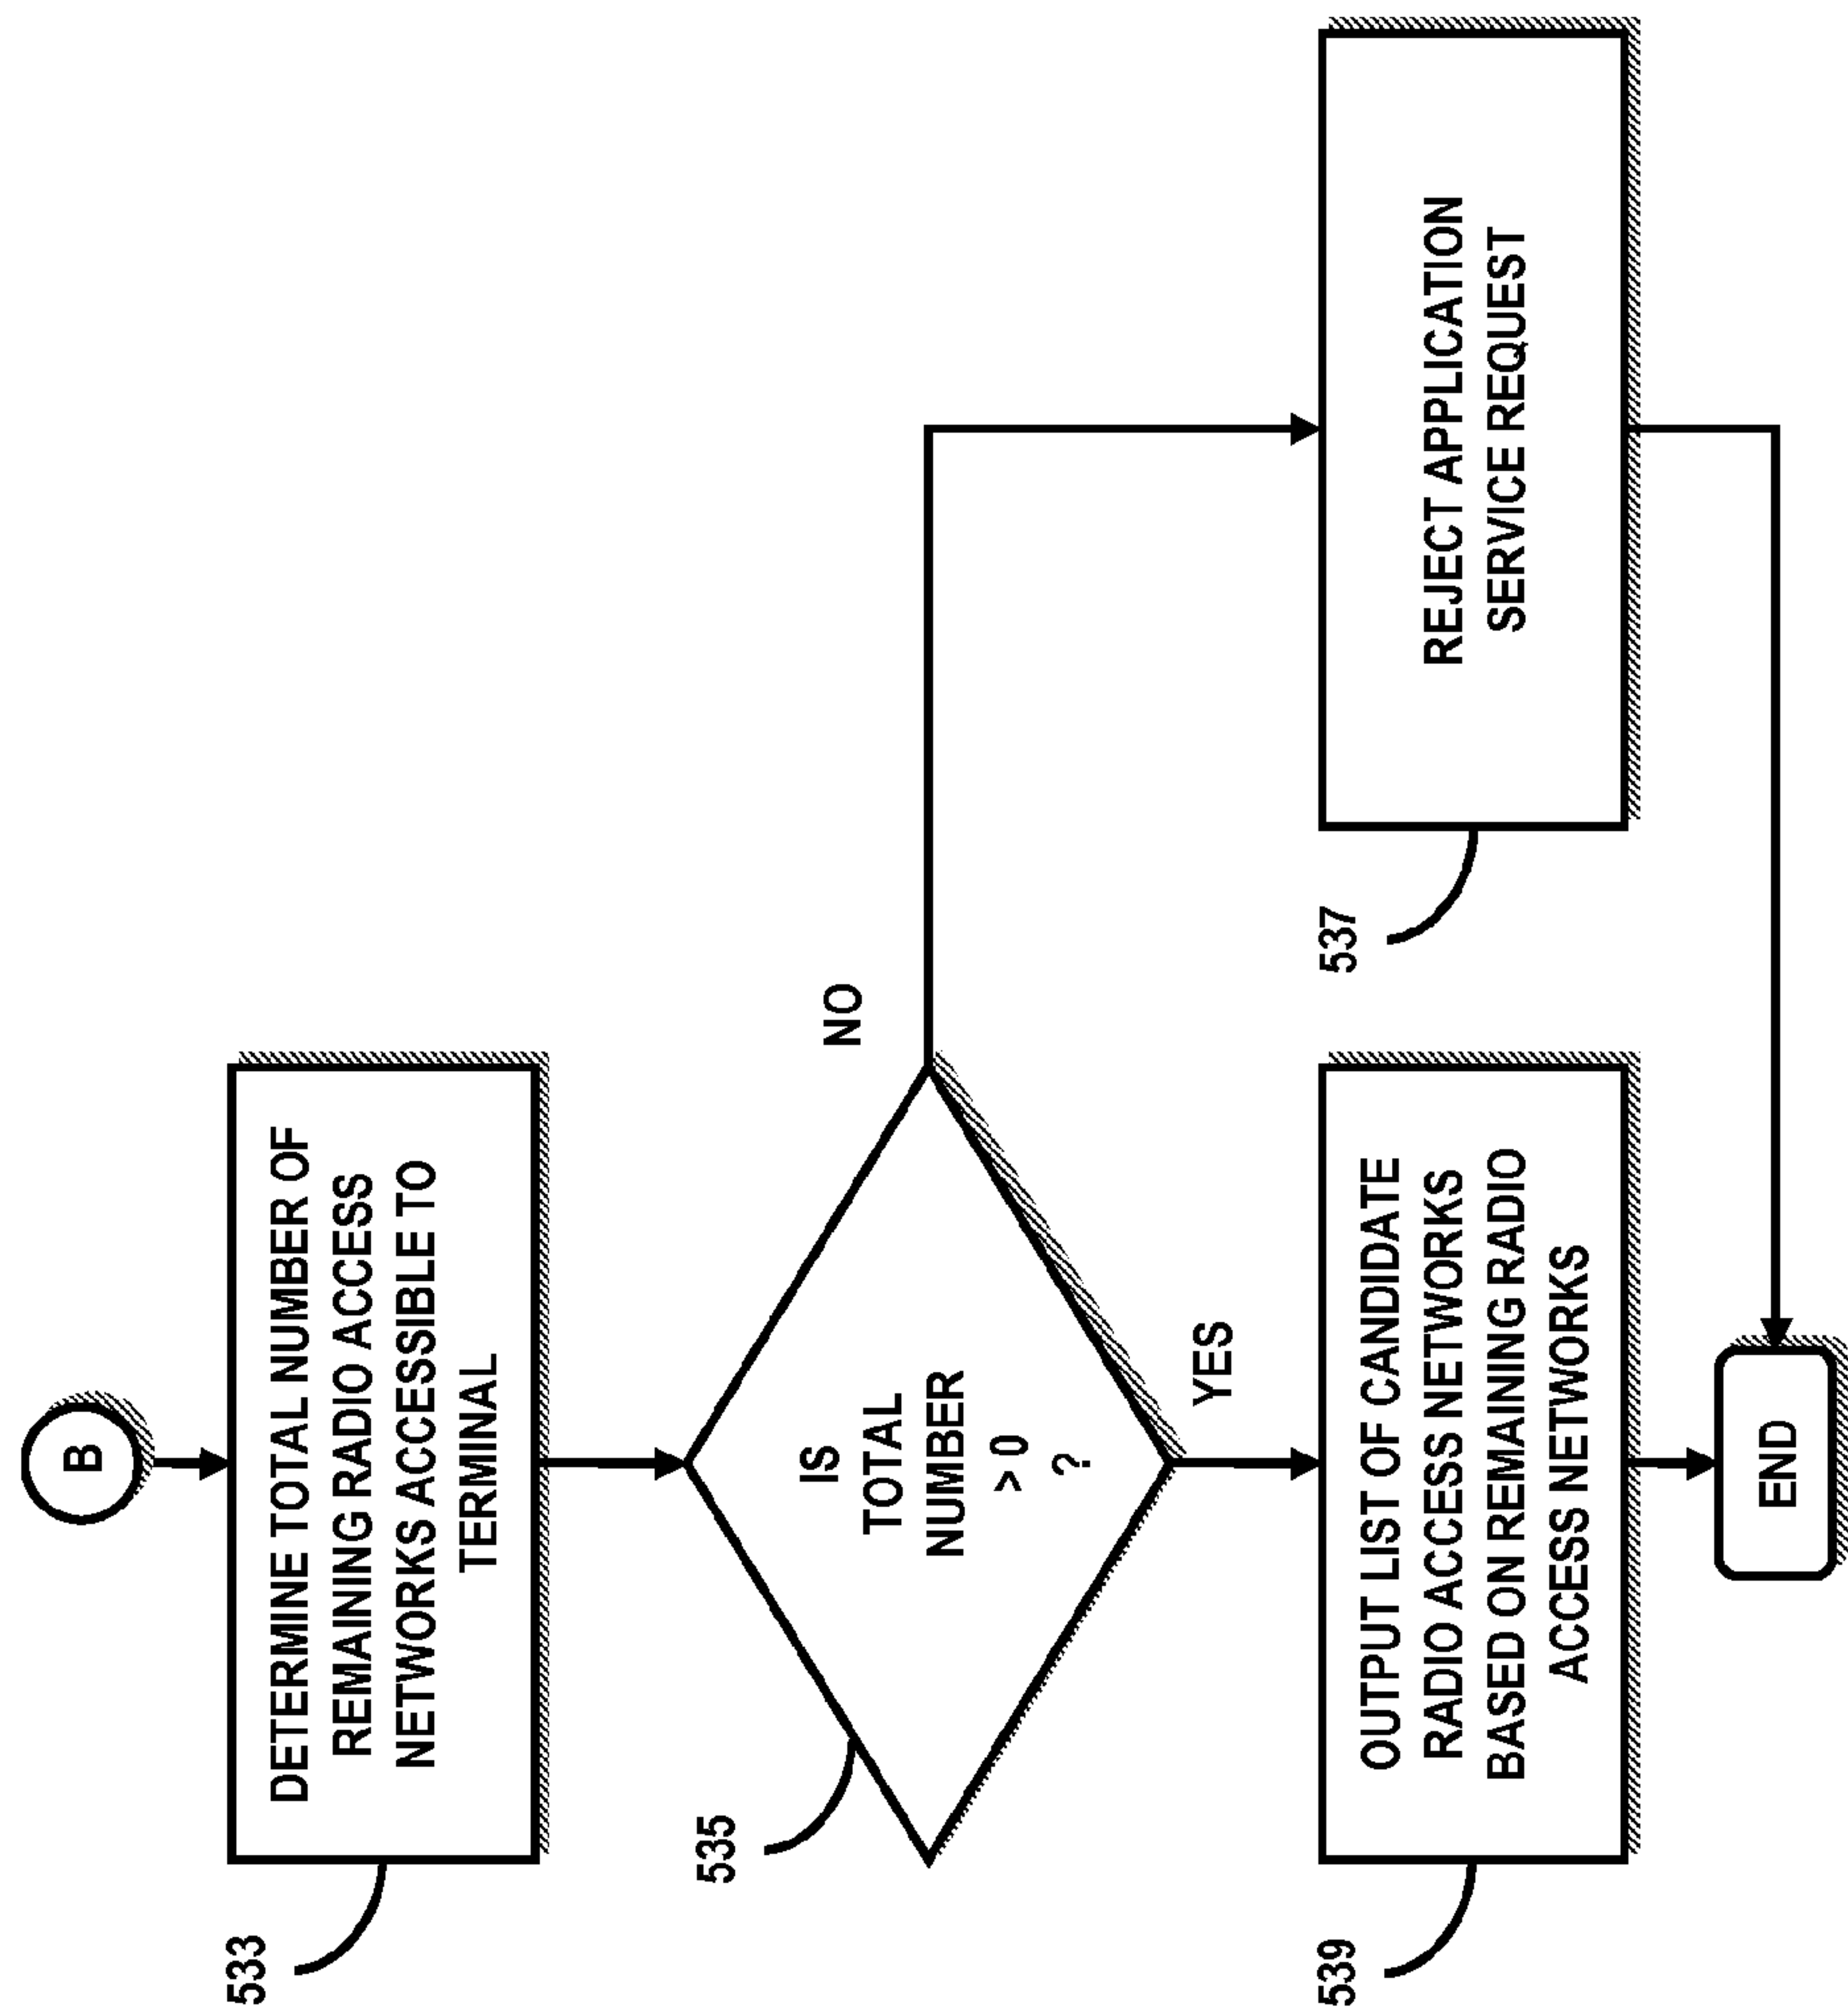 B
533
DETERMINE TOTAL NUMBER OF
REMAINING RADIO ACCESS
NETWORKS ACCESSIBLE TO
TERMINAL
535
IS
TOTAL
NUMBER
> 0
?
NO
YES
539
OUTPUT LIST OF CANDIDATE
RADIO ACCESS NETWORKS
BASED ON REMAINING RADIO
ACCESS NETWORKS
537
REJECT APPLICATION
SERVICE REQUEST
END